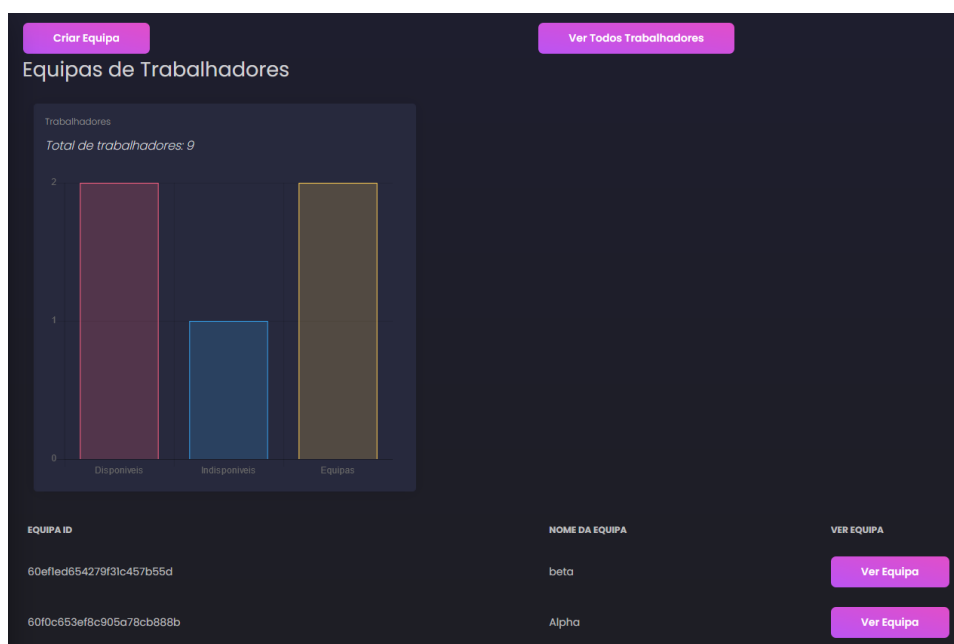 Criar Equipa
Ver Todos Trabalhadores
Equipas de Trabalhadores
Trabalhadores
Total de trabalhadores: 9
2
1
0
Disponiveis
Indisponiveis
Equipas
EQUIPA ID
NOME DA EQUIPA
VER EQUIPA
60ef1ed654279f31c457b55d
beta
Ver Equipa
60f0c653ef8c905a78cb888b
Alpha
Ver Equipa